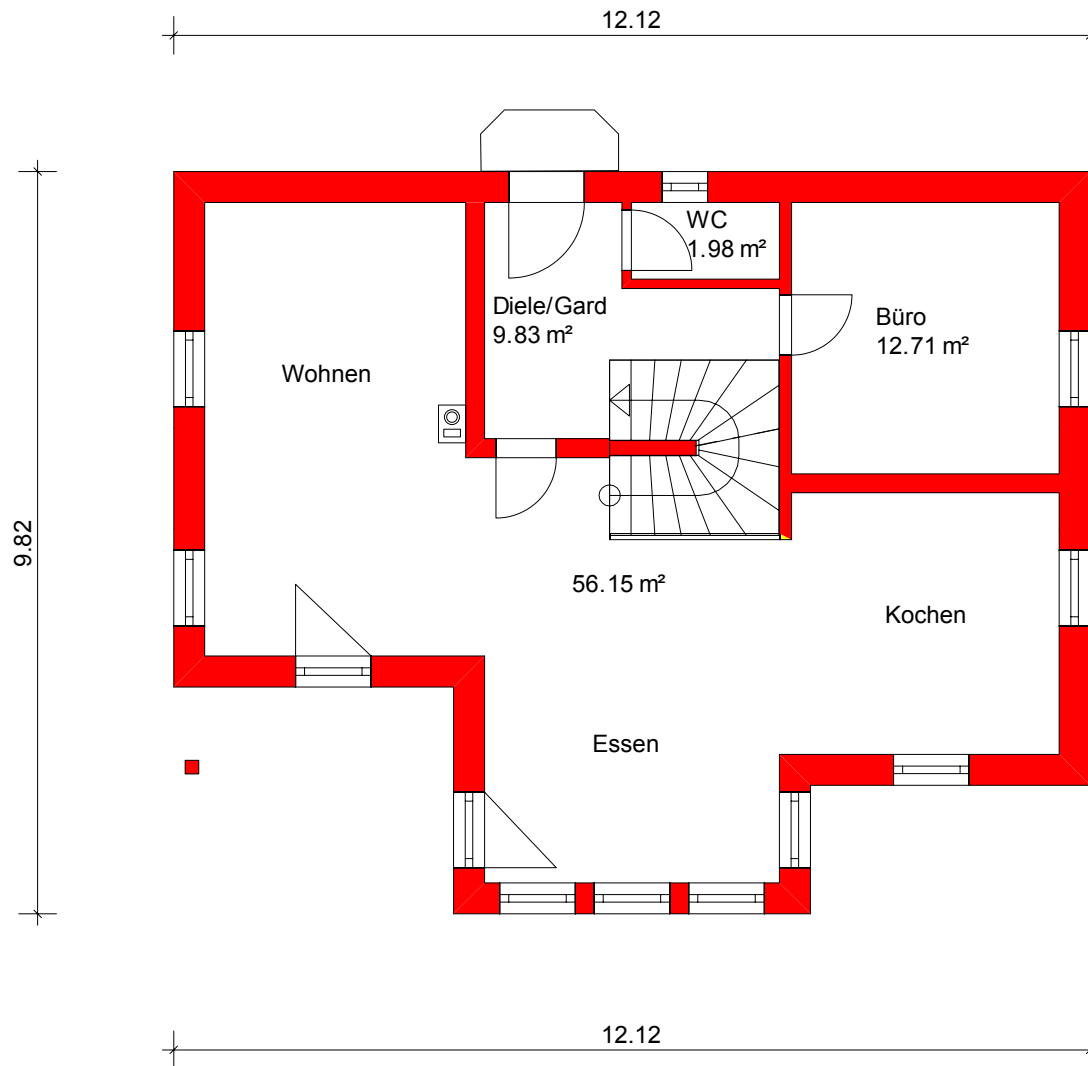 12.12
WC
1.98 m²
Diele/Gard
9.83 m²
Büro
12.71 m²
Wohnen
9.82
56.15 m²
Kochen
Essen
12.12